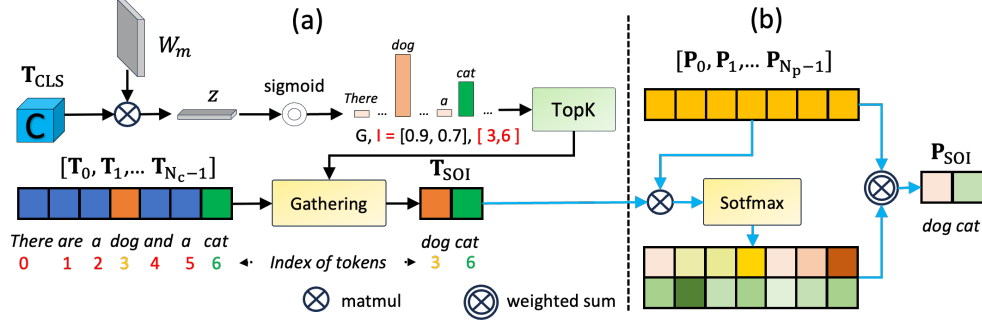 (a)
(b)
W_m
T_CLS
C
z
sigmoid
There ... dog ... a cat ...
TopK
G, I = [0.9, 0.7], [ 3,6 ]
[P_0, P_1,... P_{N_p−1}]
[T_0, T_1,... T_{N_c−1}]
Gathering
T_SOI
Sotfmax
P_SOI
There are a dog and a cat
0 1 2 3 4 5 6
Index of tokens
dog cat
3 6
dog cat
matmul
weighted sum